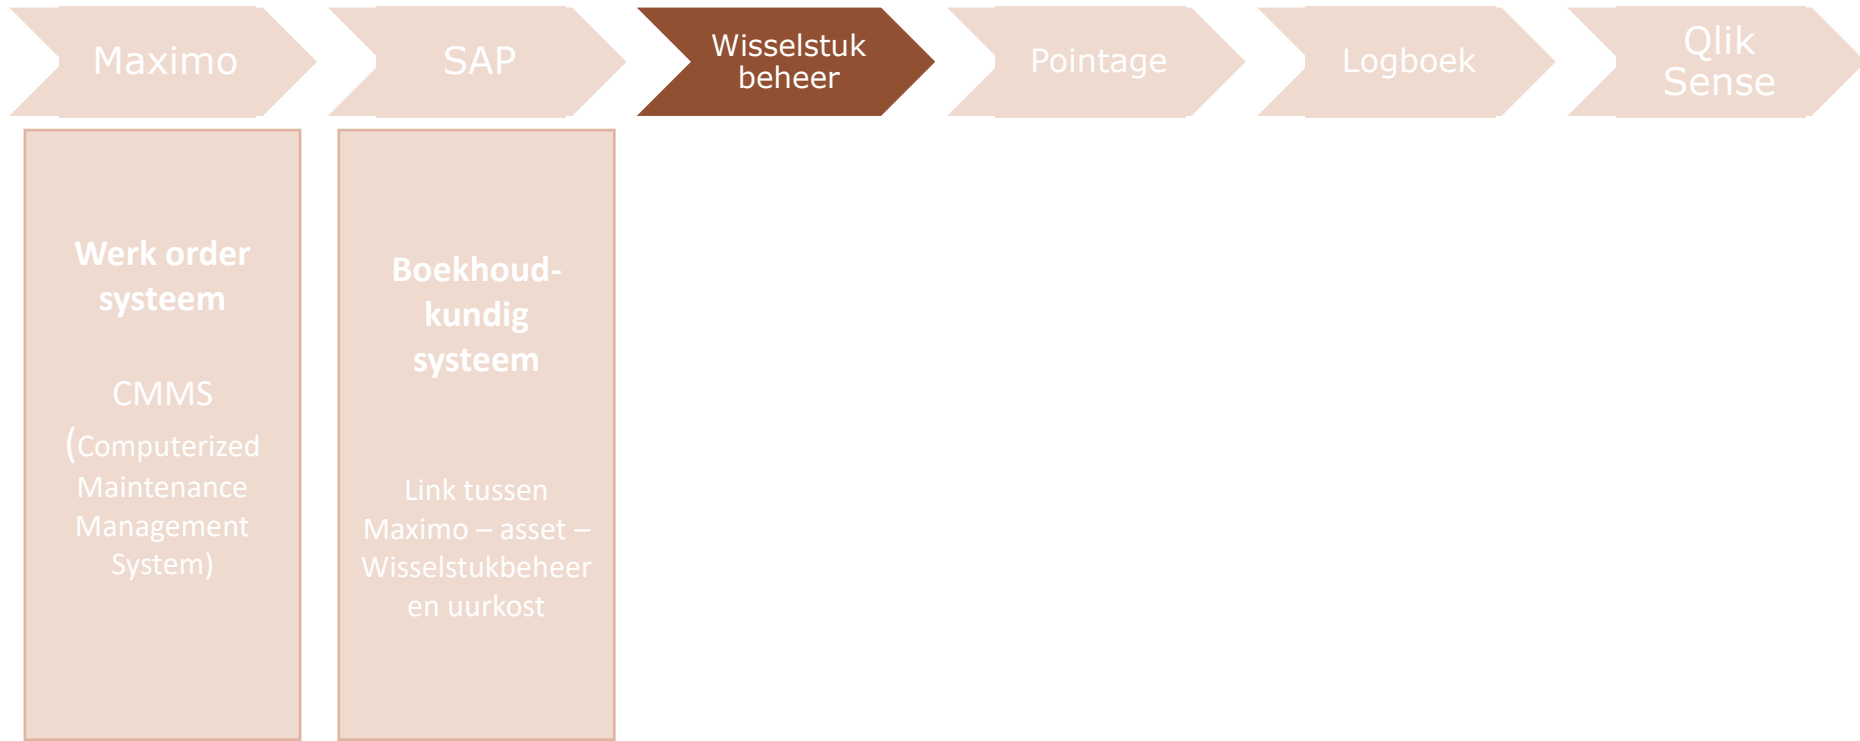 Maximo
SAP
Wisselstuk
beheer
Pointage
Logboek
Qlik
Sense
Werk order
systeem
CMMS
(Computerized
Maintenance
Management
System)
Boekhoud-
kundig
systeem
Link tussen
Maximo – asset –
Wisselstukbeheer
en uurkost